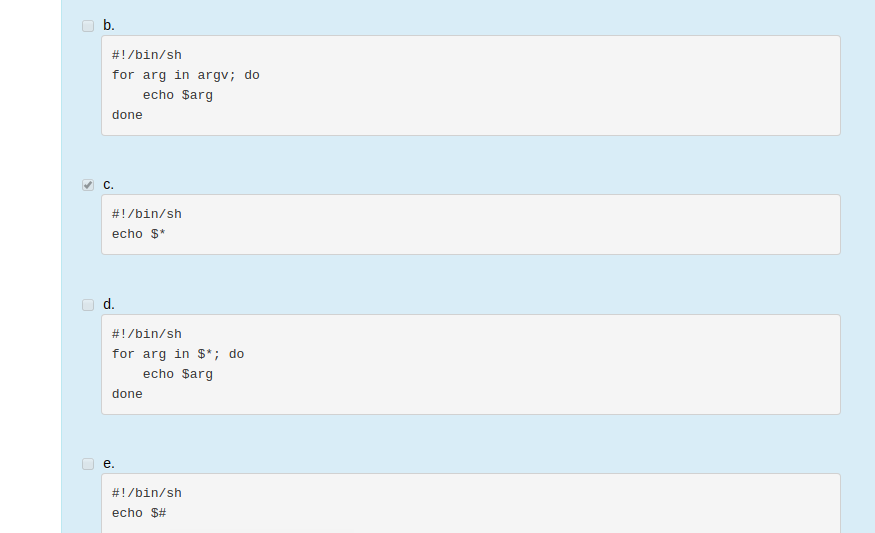 b.
#!/bin/sh
for arg in argv; do
    echo $arg
done
c.
#!/bin/sh
echo $*
d.
#!/bin/sh
for arg in $*; do
    echo $arg
done
e.
#!/bin/sh
echo $#